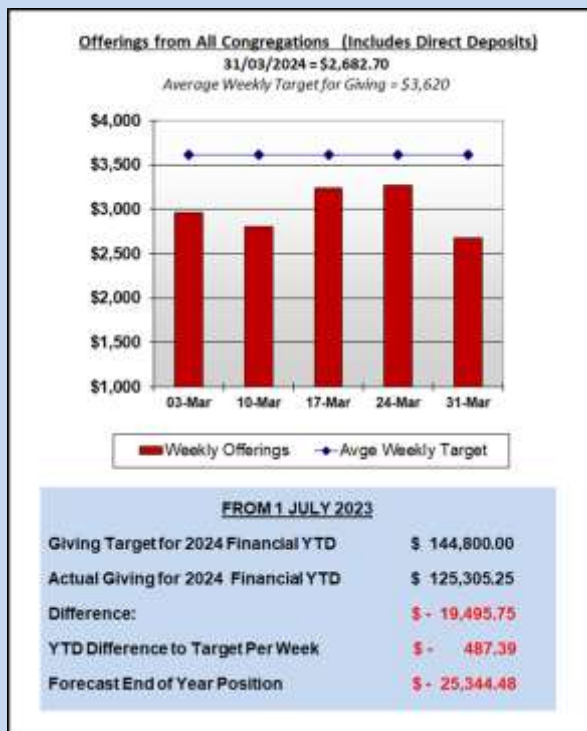 Offerings from All Congregations (Includes Direct Deposits)
31/03/2024 = $2,682.70
Average Weekly Target for Giving = $3,620
$4,000
$3,500
$3,000
$2,500
$2,000
$1,500
$1,000
03-Mar 10-Mar 17-Mar 24-Mar 31-Mar
Weekly Offerings Avge Weekly Target
FROM 1 JULY 2023
Giving Target for 2024 Financial YTD $ 144,800.00
Actual Giving for 2024 Financial YTD $ 125,305.25
Difference: $ - 19,495.75
YTD Difference to Target Per Week $ - 487.39
Forecast End of Year Position $ - 25,344.48